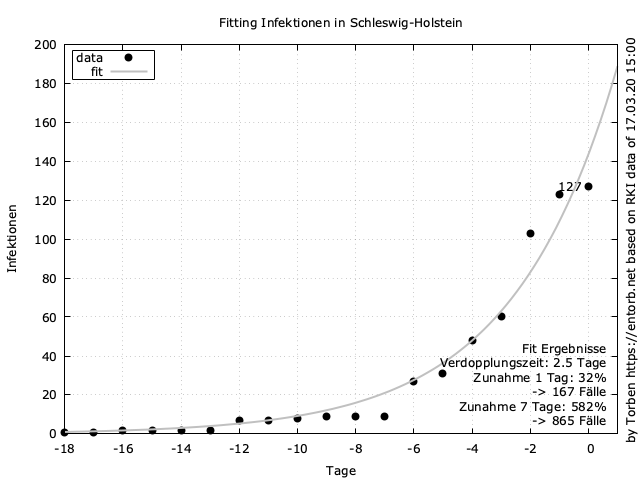 Fitting Infektionen in Schleswig-Holstein
data
fit
200
180
160
140
120
100
80
60
40
20
0
Infektionen
127
Fit Ergebnisse
Verdopplungszeit: 2.5 Tage
Zunahme 1 Tag: 32%
-> 167 Fälle
Zunahme 7 Tage: 582%
-> 865 Fälle
-18 -16 -14 -12 -10 -8 -6 -4 -2 0
Tage
by Torben https://entorb.net based on RKI data of 17.03.20 15:00